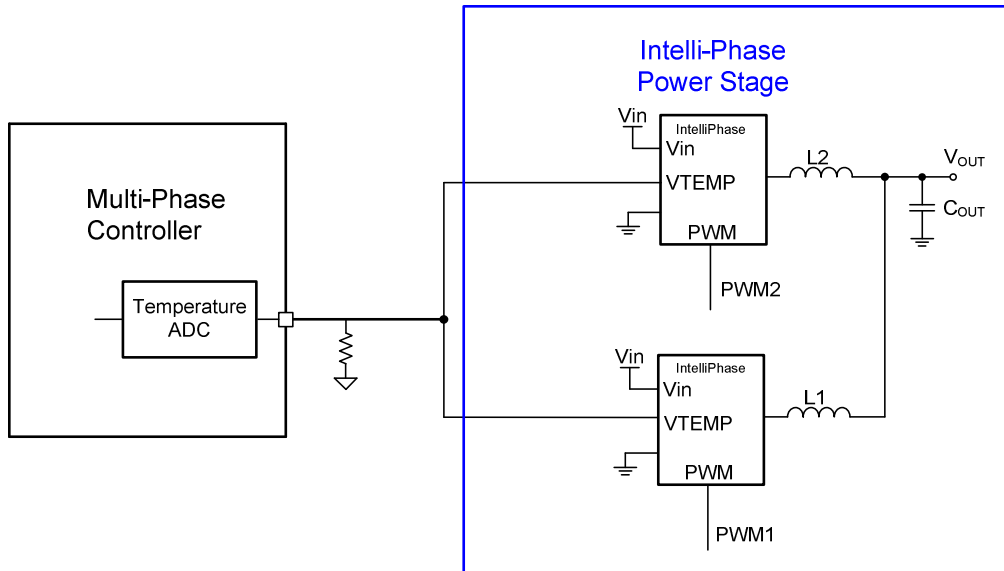 Intelli-Phase
Power Stage
Multi-Phase
Controller
Temperature
ADC
Vin
IntelliPhase
Vin
VTEMP
PWM
PWM2
L2
VOUT
COUT
Vin
IntelliPhase
Vin
VTEMP
PWM
PWM1
L1